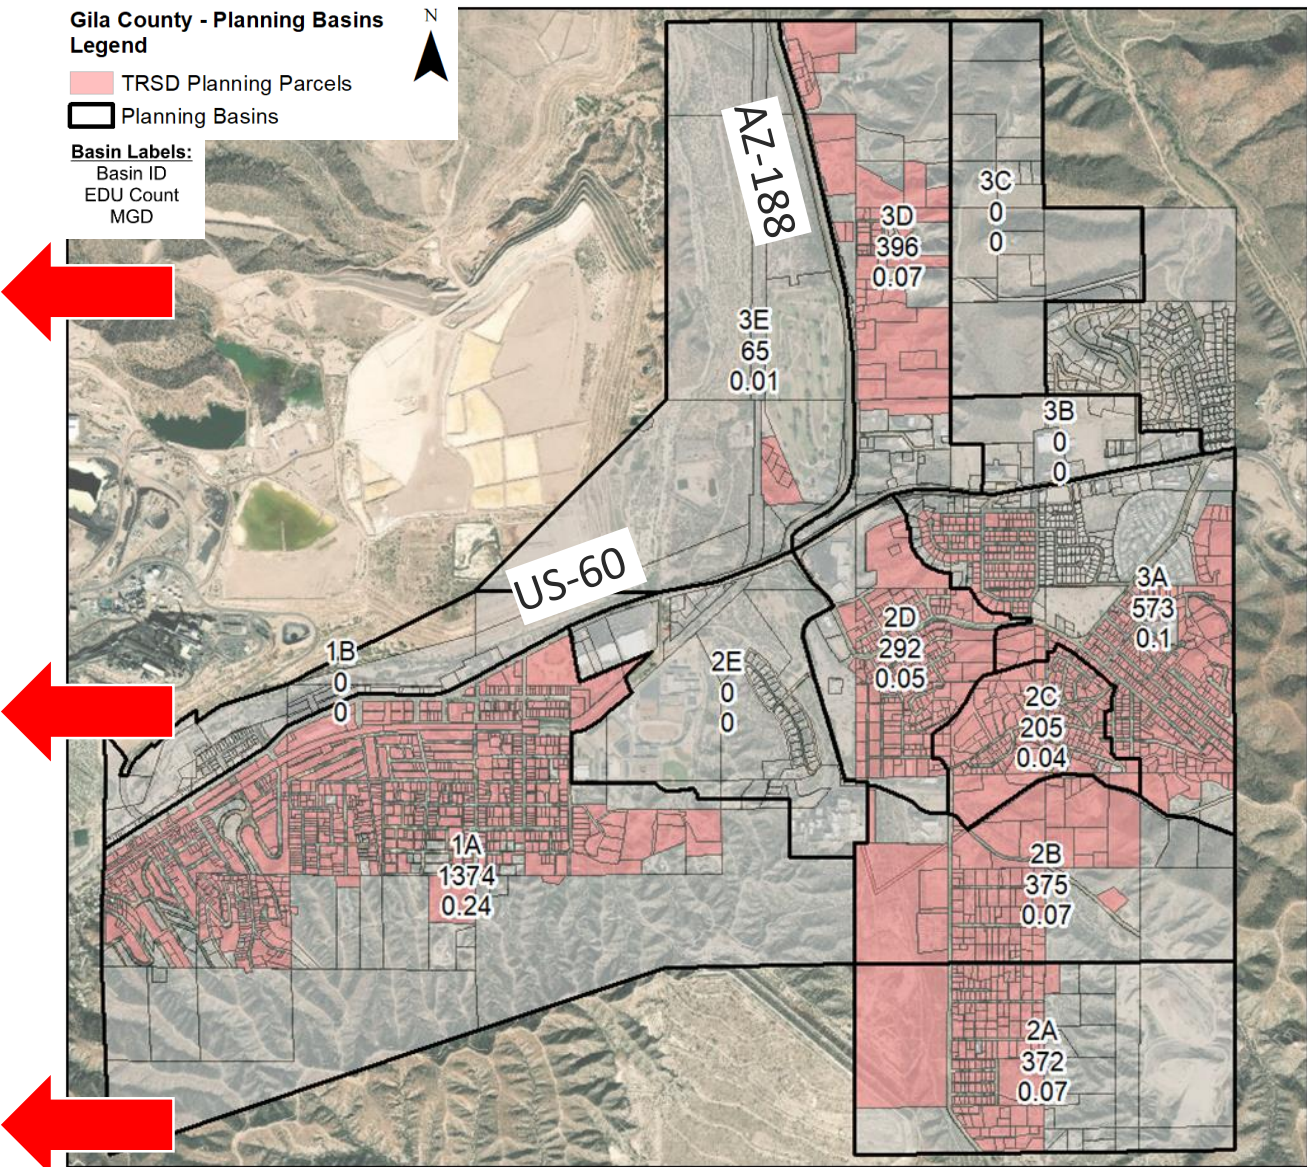 Gila County - Planning Basins
Legend
N
TRSD Planning Parcels
Planning Basins
Basin Labels:
Basin ID
EDU Count
MGD
AZ-188
3C
0
0
3D
396
0.07
3E
65
0.01
3B
0
0
US-60
3A
573
0.1
2D
292
0.05
1B
0
0
2E
0
0
2C
205
0.04
1A
1374
0.24
2B
375
0.07
2A
372
0.07